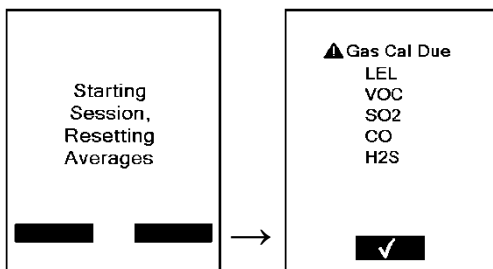 Starting
Session,
Resetting
Averages
Gas Cal Due
LEL
VOC
SO2
CO
H2S